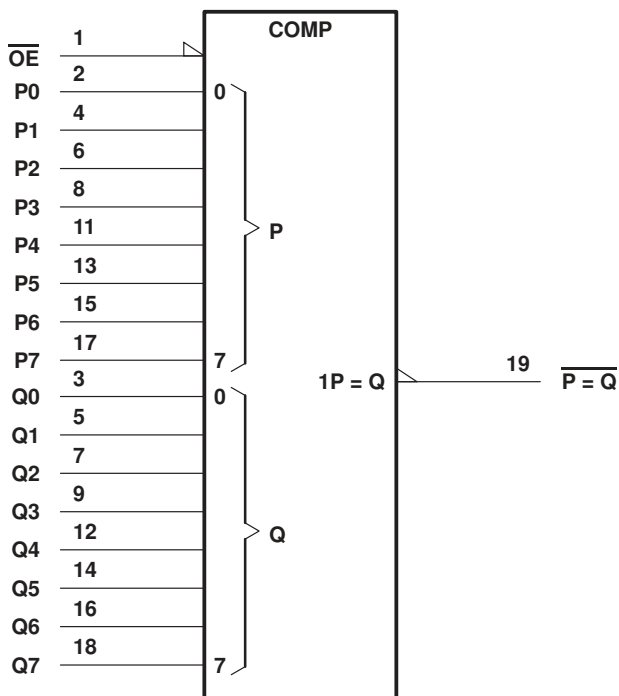 COMP
O̅E̅ 1
P0 2 0
P1 4
P2 6
P3 8
P4 11 P
P5 13
P6 15
P7 17 7
1P = Q 19 P̅ ̅=̅ ̅Q̅
Q0 3 0
Q1 5
Q2 7
Q3 9
Q4 12 Q
Q5 14
Q6 16
Q7 18 7